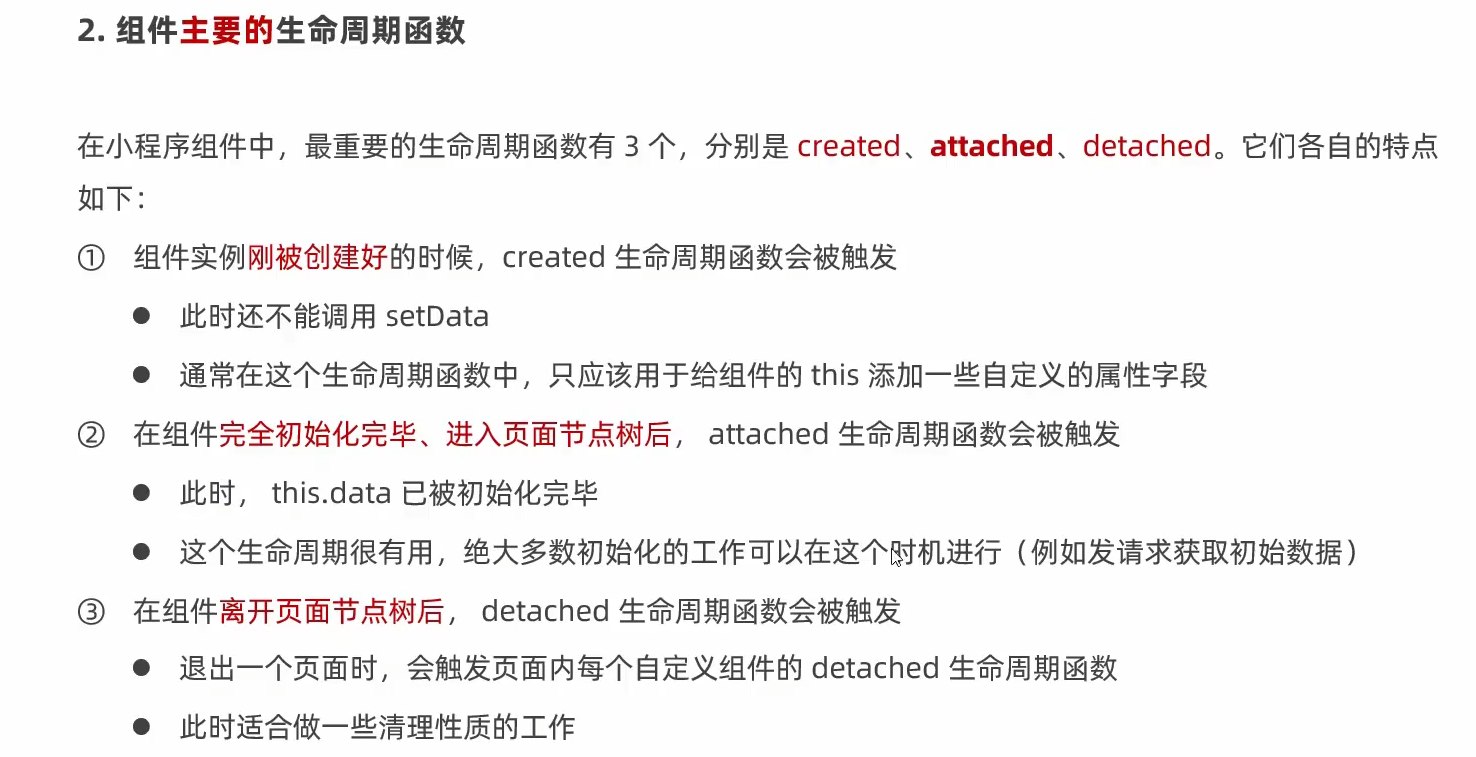 2. 组件主要的生命周期函数
在小程序组件中，最重要的生命周期函数有 3 个，分别是 created、attached、detached。它们各自的特点
如下：
① 组件实例刚被创建好的时候，created 生命周期函数会被触发
● 此时还不能调用 setData
● 通常在这个生命周期函数中，只应该用于给组件的 this 添加一些自定义的属性字段
② 在组件完全初始化完毕、进入页面节点树后， attached 生命周期函数会被触发
● 此时， this.data 已被初始化完毕
● 这个生命周期很有用，绝大多数初始化的工作可以在这个时机进行（例如发请求获取初始数据）
③ 在组件离开页面节点树后， detached 生命周期函数会被触发
● 退出一个页面时，会触发页面内每个自定义组件的 detached 生命周期函数
● 此时适合做一些清理性质的工作